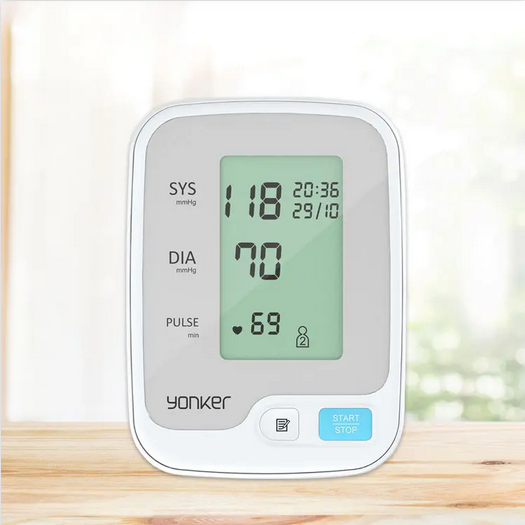 SYS
mmHg
118
20:36
29/10
DIA
mmHg
70
PULSE
min
69
2
yonker
START
STOP